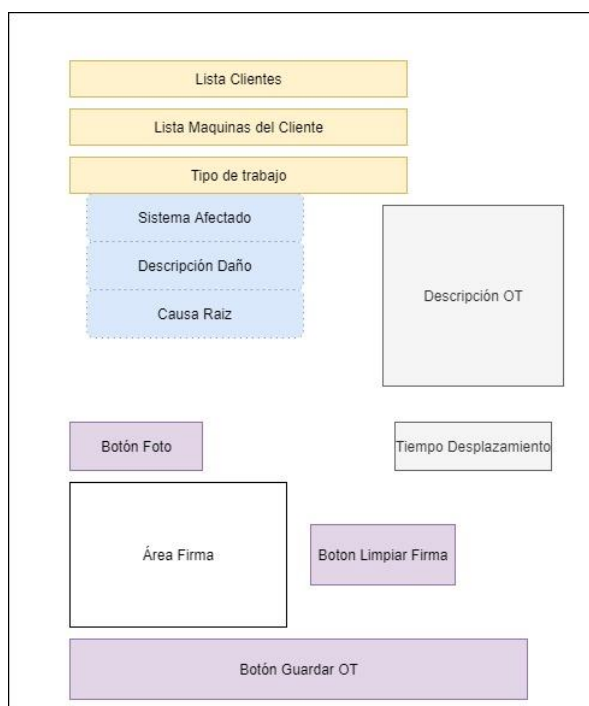 Lista Clientes
Lista Maquinas del Cliente
Tipo de trabajo
Sistema Afectado
Descripción Daño
Causa Raiz
Descripción OT
Botón Foto
Tiempo Desplazamiento
Área Firma
Boton Limpiar Firma
Botón Guardar OT